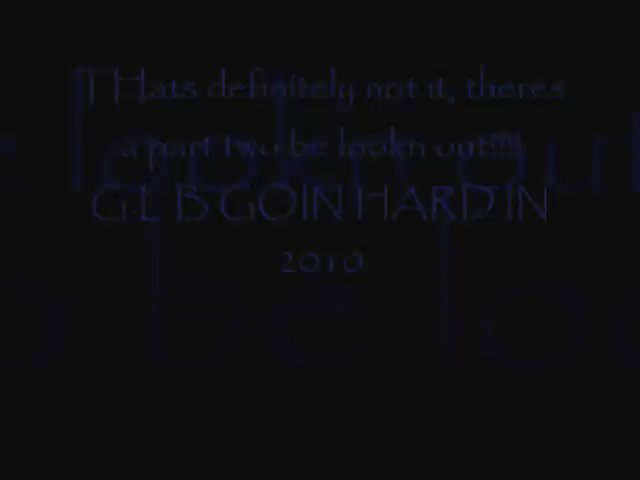 THats definitely not it, theres
a part two be lookn out!!!!
G.L.B GOIN HARD IN
2010